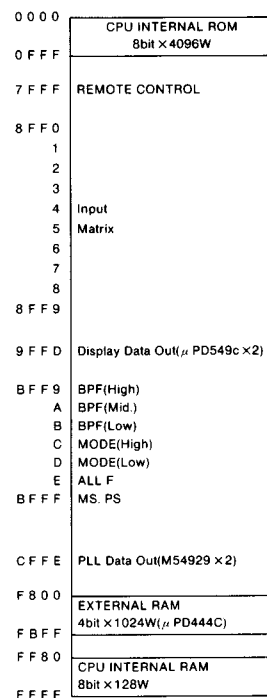 0000
CPU INTERNAL ROM
8bit × 4096W
0FFF
7FFF REMOTE CONTROL
8FF0
1
2
3
4 Input
5 Matrix
6
7
8
8FF9
9FFD Display Data Out(μ PD549c ×2)
BFF9 BPF(High)
A BPF(Mid.)
B BPF(Low)
C MODE(High)
D MODE(Low)
E ALL F
BFFF MS. PS
CFFE PLL Data Out(M54929 ×2)
F800
EXTERNAL RAM
4bit × 1024W(μ PD444C)
FBFF
FF80
CPU INTERNAL RAM
8bit × 128W
FFFF